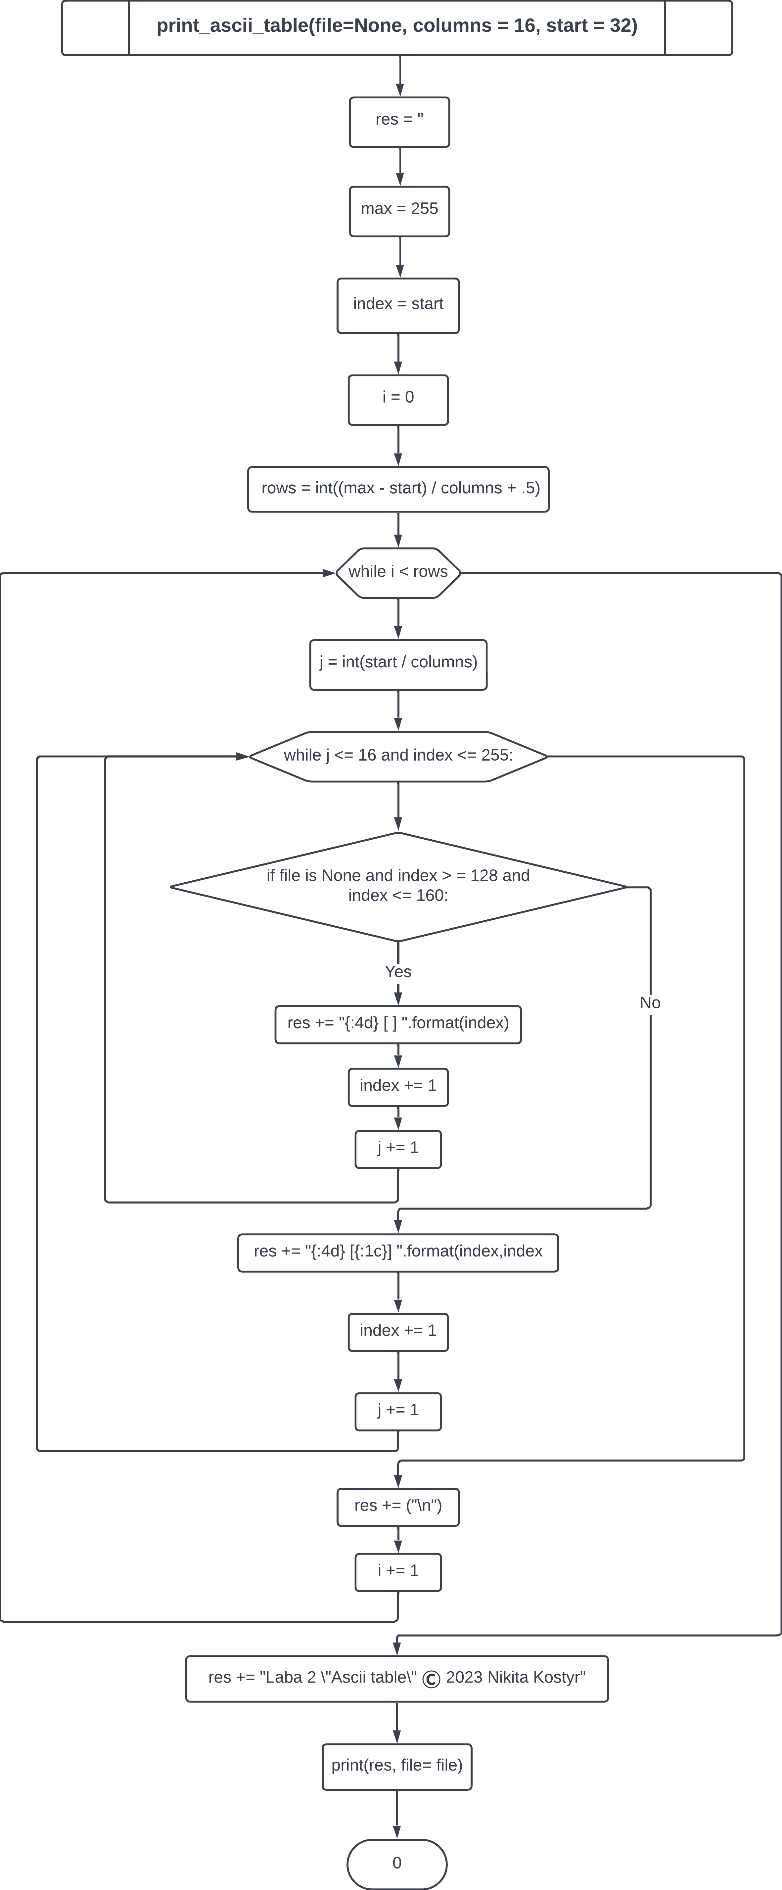 print_ascii_table(file=None, columns = 16, start = 32)
res = ''
max = 255
index = start
i = 0
rows = int((max - start) / columns + .5)
while i < rows
j = int(start / columns)
while j <= 16 and index <= 255:
if file is None and index > = 128 and
index <= 160:
Yes
No
res += "{:4d} [ ] ".format(index)
index += 1
j += 1
res += "{:4d} [{:1c}] ".format(index,index
index += 1
j += 1
res += ("\n")
i += 1
res += "Laba 2 \"Ascii table\" © 2023 Nikita Kostyr"
print(res, file= file)
0